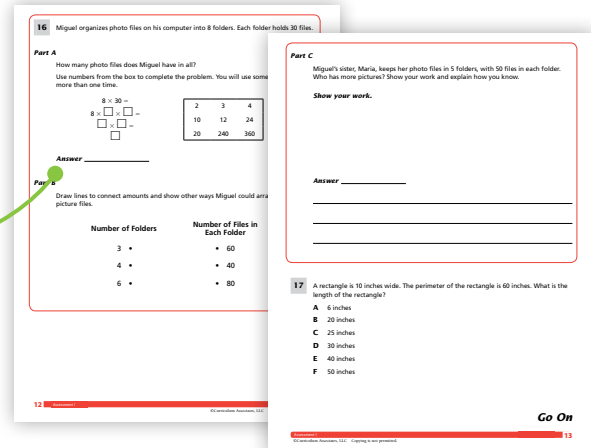 16 Miguel organizes photo files on his computer into 8 folders. Each folder holds 30 files.
Part A
How many photo files does Miguel have in all?
Use numbers from the box to complete the problem. You will use some
more than one time.
8 × 30 =
8 × □ × □ =
□ × □ =
□
2 3 4
10 12 24
20 240 360
Answer
Part B
Draw lines to connect amounts and show other ways Miguel could
picture files.
Number of Folders
Number of Files in
Each Folder
3 • • 60
4 • • 40
6 • • 80
12 Assessment 1
©Curriculum Associates, LLC
Part C
Miguel's sister, Maria, keeps her photo files in 5 folders, with 50 files in each folder.
Who has more pictures? Show your work and explain how you know.
Show your work.
Answer
17 A rectangle is 10 inches wide. The perimeter of the rectangle is 60 inches. What is the
length of the rectangle?
A 6 inches
B 20 inches
C 25 inches
D 30 inches
E 40 inches
F 50 inches
Go On
Assessment 1 13
©Curriculum Associates, LLC Copying is not permitted.